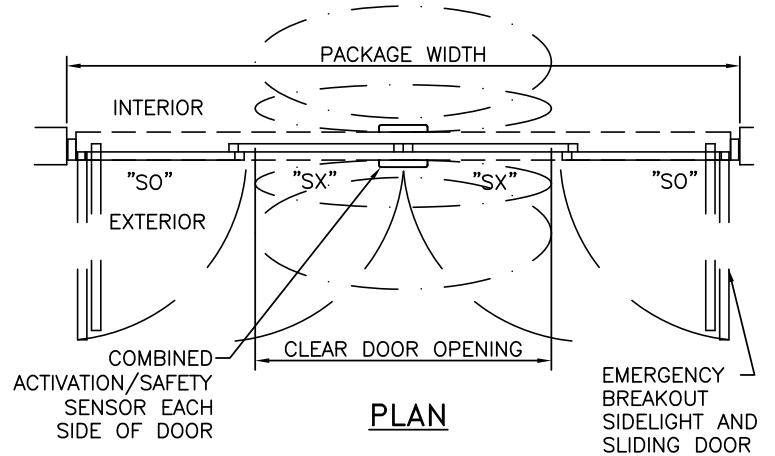 PACKAGE WIDTH
INTERIOR
"SO"
"SX"
"SX"
"SO"
EXTERIOR
CLEAR DOOR OPENING
COMBINED
ACTIVATION/SAFETY
SENSOR EACH
SIDE OF DOOR
PLAN
EMERGENCY
BREAKOUT
SIDELIGHT AND
SLIDING DOOR